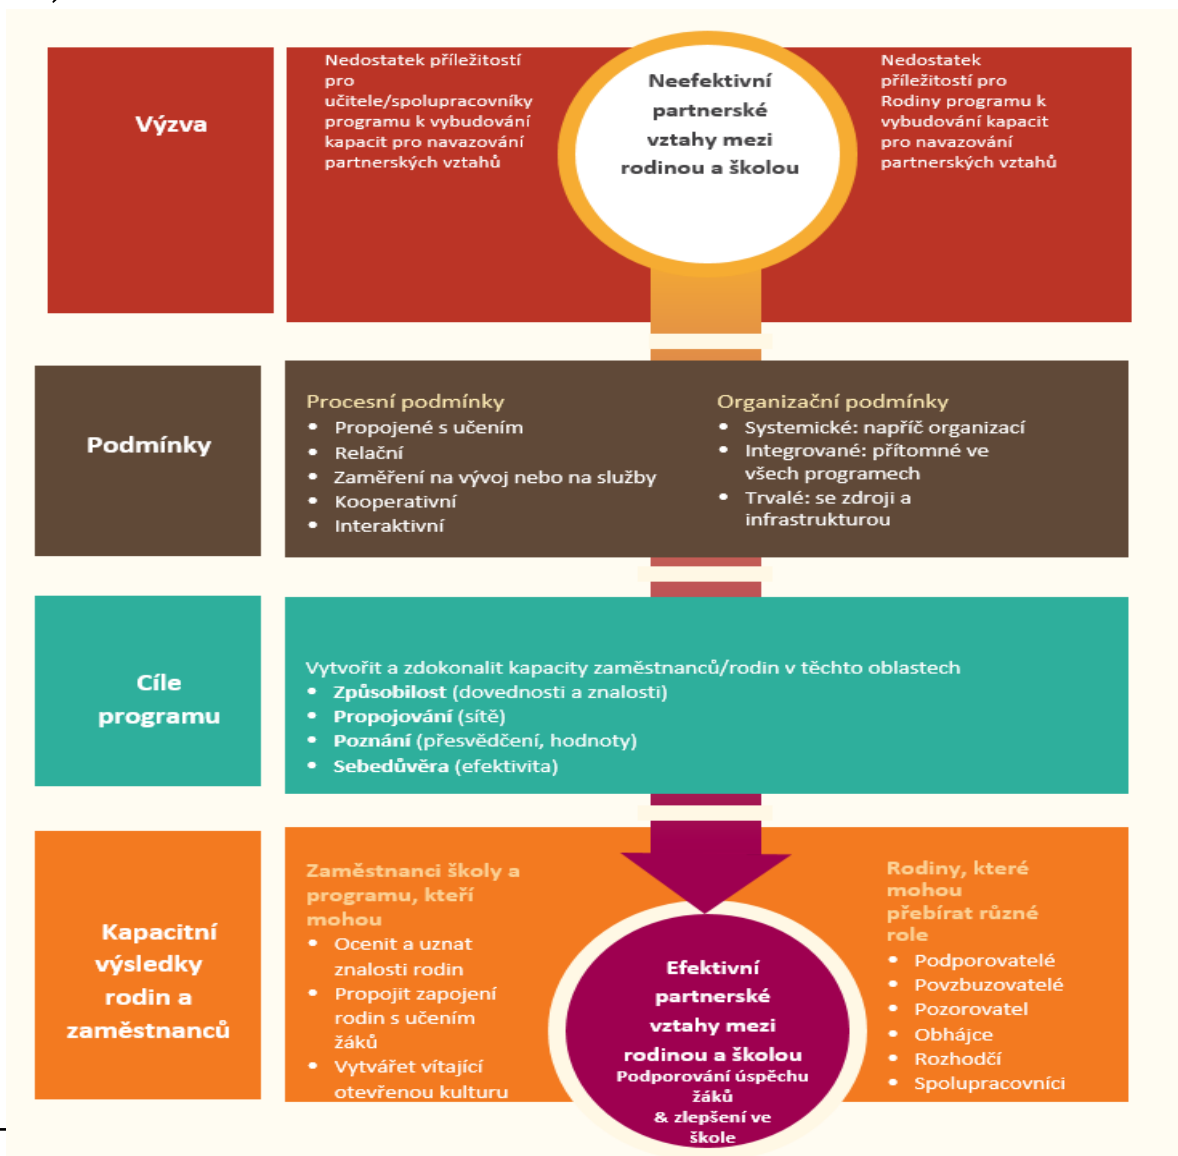 Výzva
Nedostatek příležitostí
pro
učitele/spolupracovníky
programu k vybudování
kapacit pro navazování
partnerských vztahů
Neefektivní
partnerské
vztahy mezi
rodinou a školou
Nedostatek
příležitostí pro
Rodiny programu k
vybudování kapacit
pro navazování
partnerských vztahů
Podmínky
Procesní podmínky
• Propojené s učením
• Relační
• Zaměření na vývoj nebo na služby
• Kooperativní
• Interaktivní
Organizační podmínky
• Systemické: napříč organizací
• Integrované: přítomné ve
všech programech
• Trvalé: se zdroji a
infrastrukturou
Cíle
programu
Vytvořit a zdokonalit kapacity zaměstnanců/rodin v těchto oblastech
• Způsobilost (dovednosti a znalosti)
• Propojování (sítě)
• Poznání (přesvědčení, hodnoty)
• Sebedůvěra (efektivita)
Kapacitní
výsledky
rodin a
zaměstnanců
Zaměstnanci školy a
programu, kteří
mohou
• Ocenit a uznat
znalosti rodin
• Propojit zapojení
rodin s učením
žáků
• Vytvářet vítající
otevřenou kulturu
Efektivní
partnerské
vztahy mezi
rodinou a školou
Podporování úspěchu
žáků
& zlepšení ve
škole
Rodiny, které
mohou
přebírat různé
role
• Podporovatelé
• Povzbuzovatelé
• Pozorovatel
• Obhájce
• Rozhodčí
• Spolupracovníci